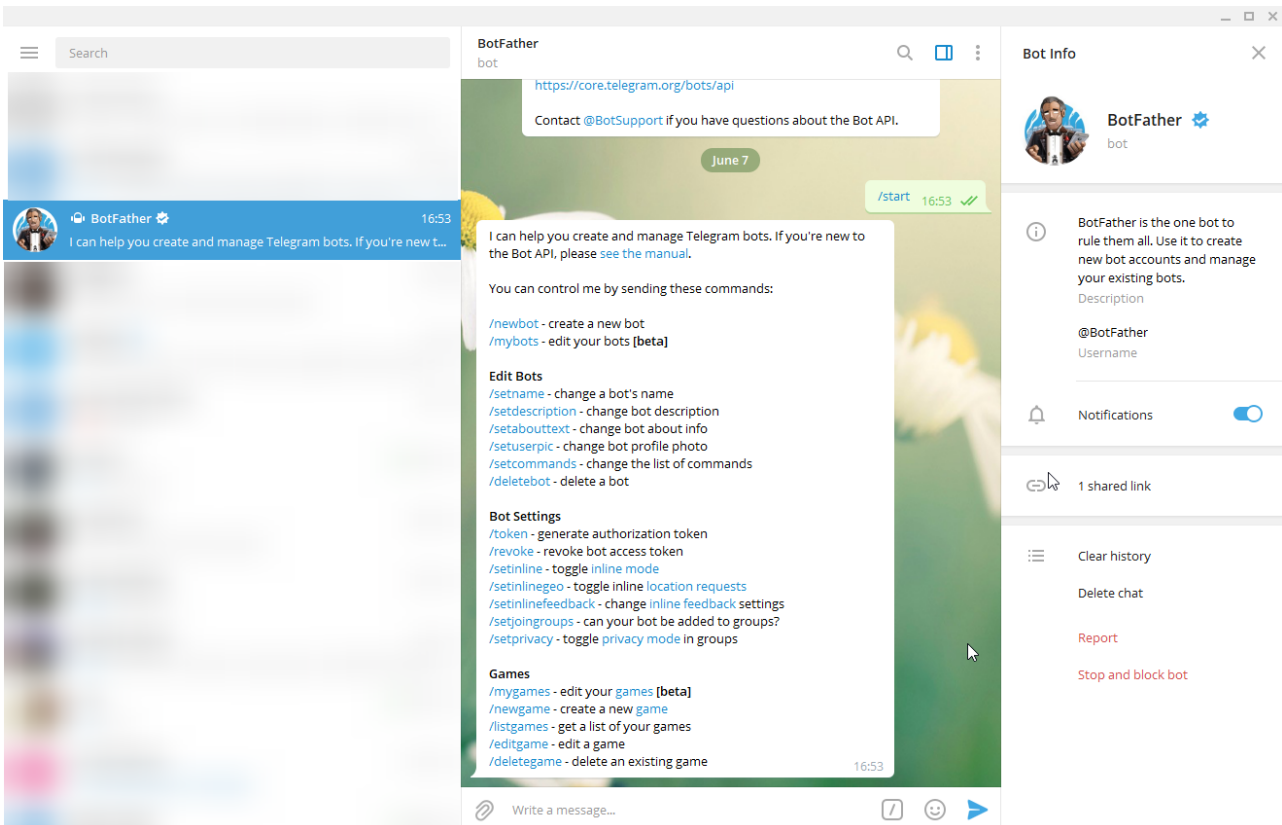 Search
BotFather
16:53
I can help you create and manage Telegram bots. If you're new t...
BotFather
bot
https://core.telegram.org/bots/api
Contact @BotSupport if you have questions about the Bot API.
June 7
/start 16:53
I can help you create and manage Telegram bots. If you're new to
the Bot API, please see the manual.
You can control me by sending these commands:
/newbot - create a new bot
/mybots - edit your bots [beta]
Edit Bots
/setname - change a bot's name
/setdescription - change bot description
/setabouttext - change bot about info
/setuserpic - change bot profile photo
/setcommands - change the list of commands
/deletebot - delete a bot
Bot Settings
/token - generate authorization token
/revoke - revoke bot access token
/setinline - toggle inline mode
/setinlinegeo - toggle inline location requests
/setinlinefeedback - change inline feedback settings
/setjoingroups - can your bot be added to groups?
/setprivacy - toggle privacy mode in groups
Games
/mygames - edit your games [beta]
/newgame - create a new game
/listgames - get a list of your games
/editgame - edit a game
/deletegame - delete an existing game
16:53
Write a message...
Bot Info
BotFather
bot
BotFather is the one bot to
rule them all. Use it to create
new bot accounts and manage
your existing bots.
Description
@BotFather
Username
Notifications
1 shared link
Clear history
Delete chat
Report
Stop and block bot